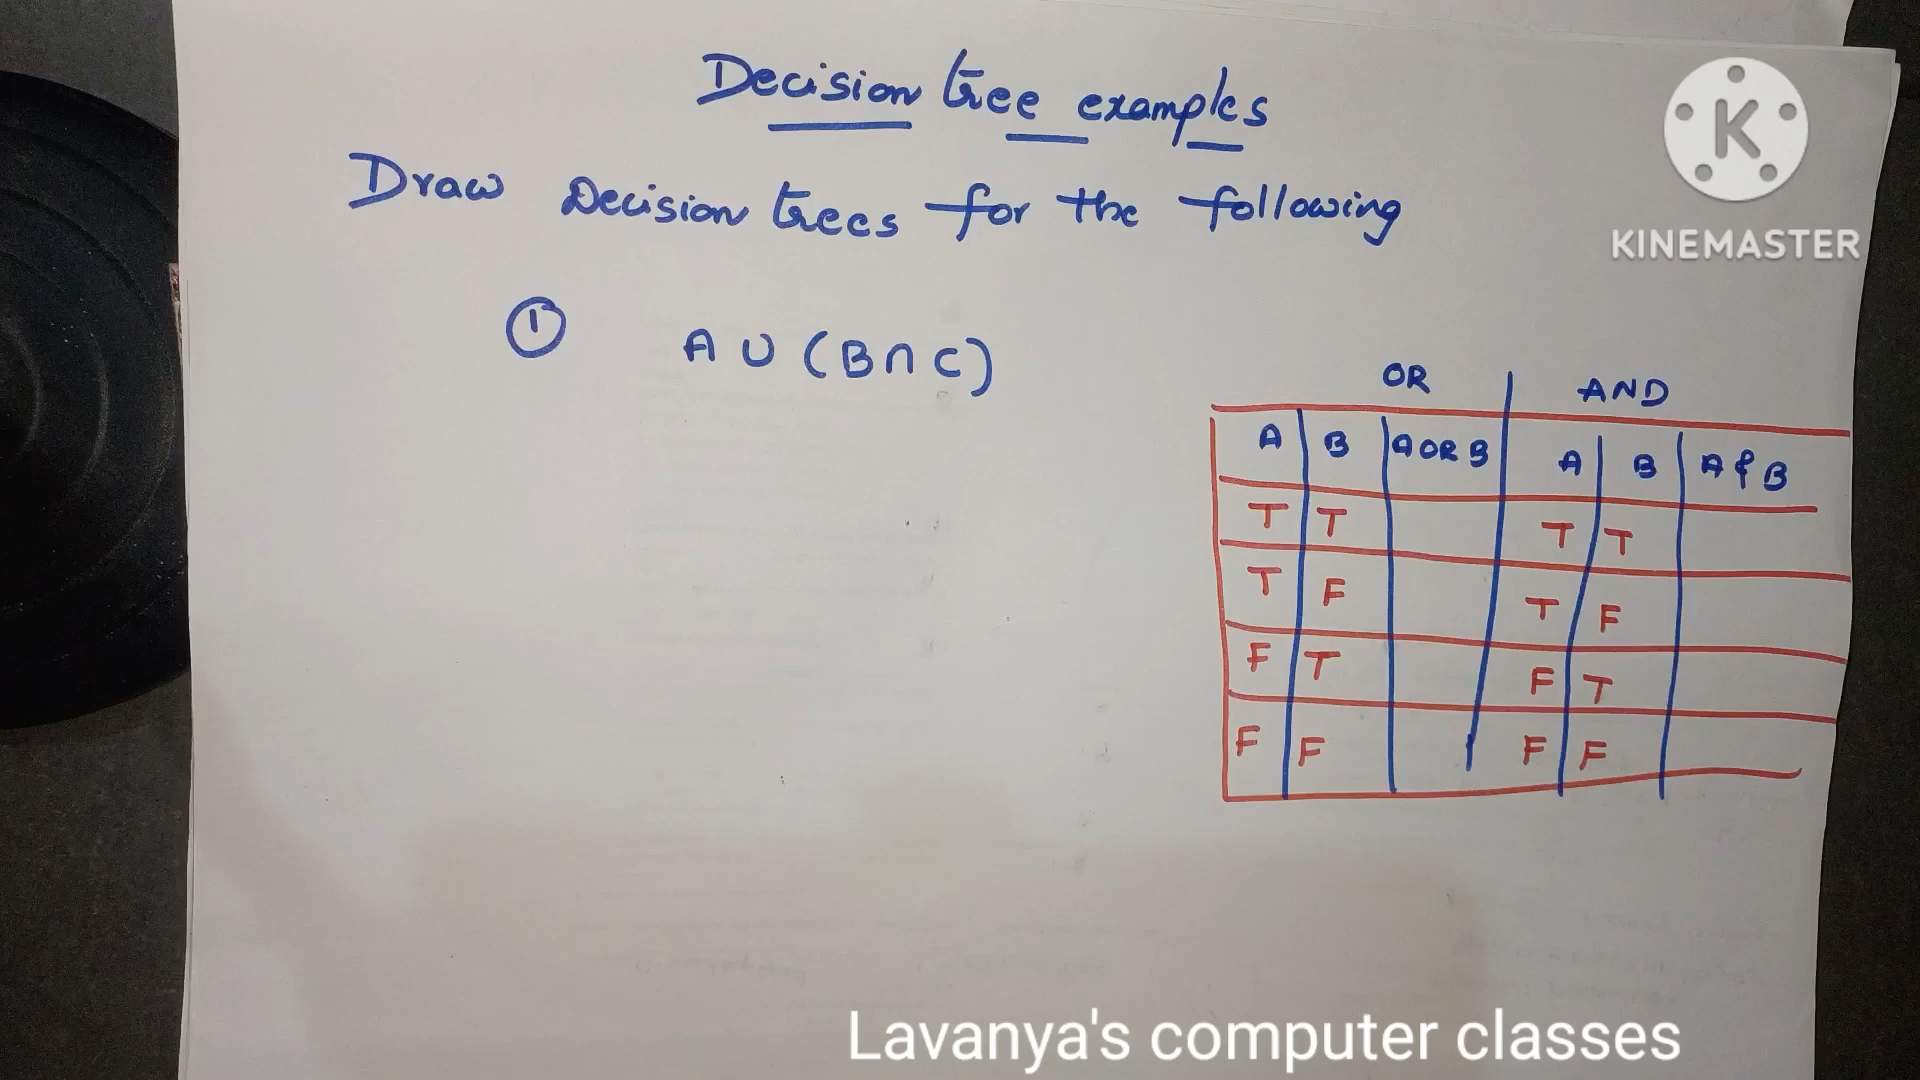 Decision tree examples
Draw Decision trees for the following
K
KINEMASTER
1 A ∪ (B ∩ C)
OR AND
A B A OR B A B A & B
T T T T
T F T F
F T F T
F F F F
Lavanya's computer classes